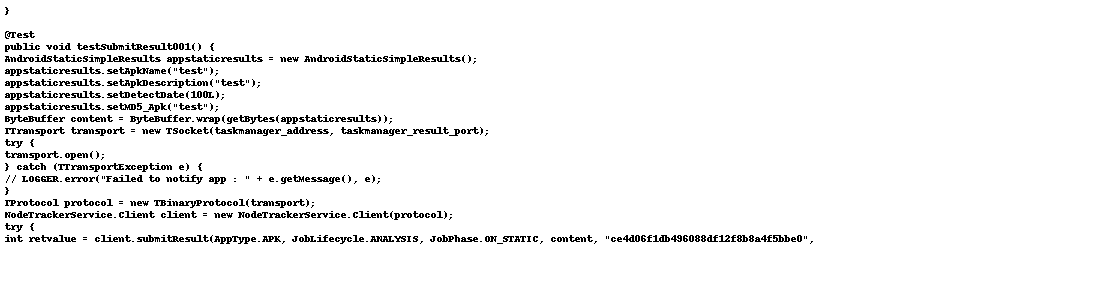 }
@Test
public void testSubmitResult001() {
AndroidStaticSimpleResults appstaticresults = new AndroidStaticSimpleResults();
appstaticresults.setApkName("test");
appstaticresults.setApkDescription("test");
appstaticresults.setDetectDate(100L);
appstaticresults.setMD5_Apk("test");
ByteBuffer content = ByteBuffer.wrap(getBytes(appstaticresults));
TTransport transport = new TSocket(taskmanager_address, taskmanager_result_port);
try {
transport.open();
} catch (TTransportException e) {
// LOGGER.error("Failed to notify app : " + e.getMessage(), e);
}
TProtocol protocol = new TBinaryProtocol(transport);
NodeTrackerService.Client client = new NodeTrackerService.Client(protocol);
try {
int retvalue = client.submitResult(AppType.APK, JobLifecycle.ANALYSIS, JobPhase.ON_STATIC, content, "ce4d06f1db496088df12f8b8a4f5bbe0",